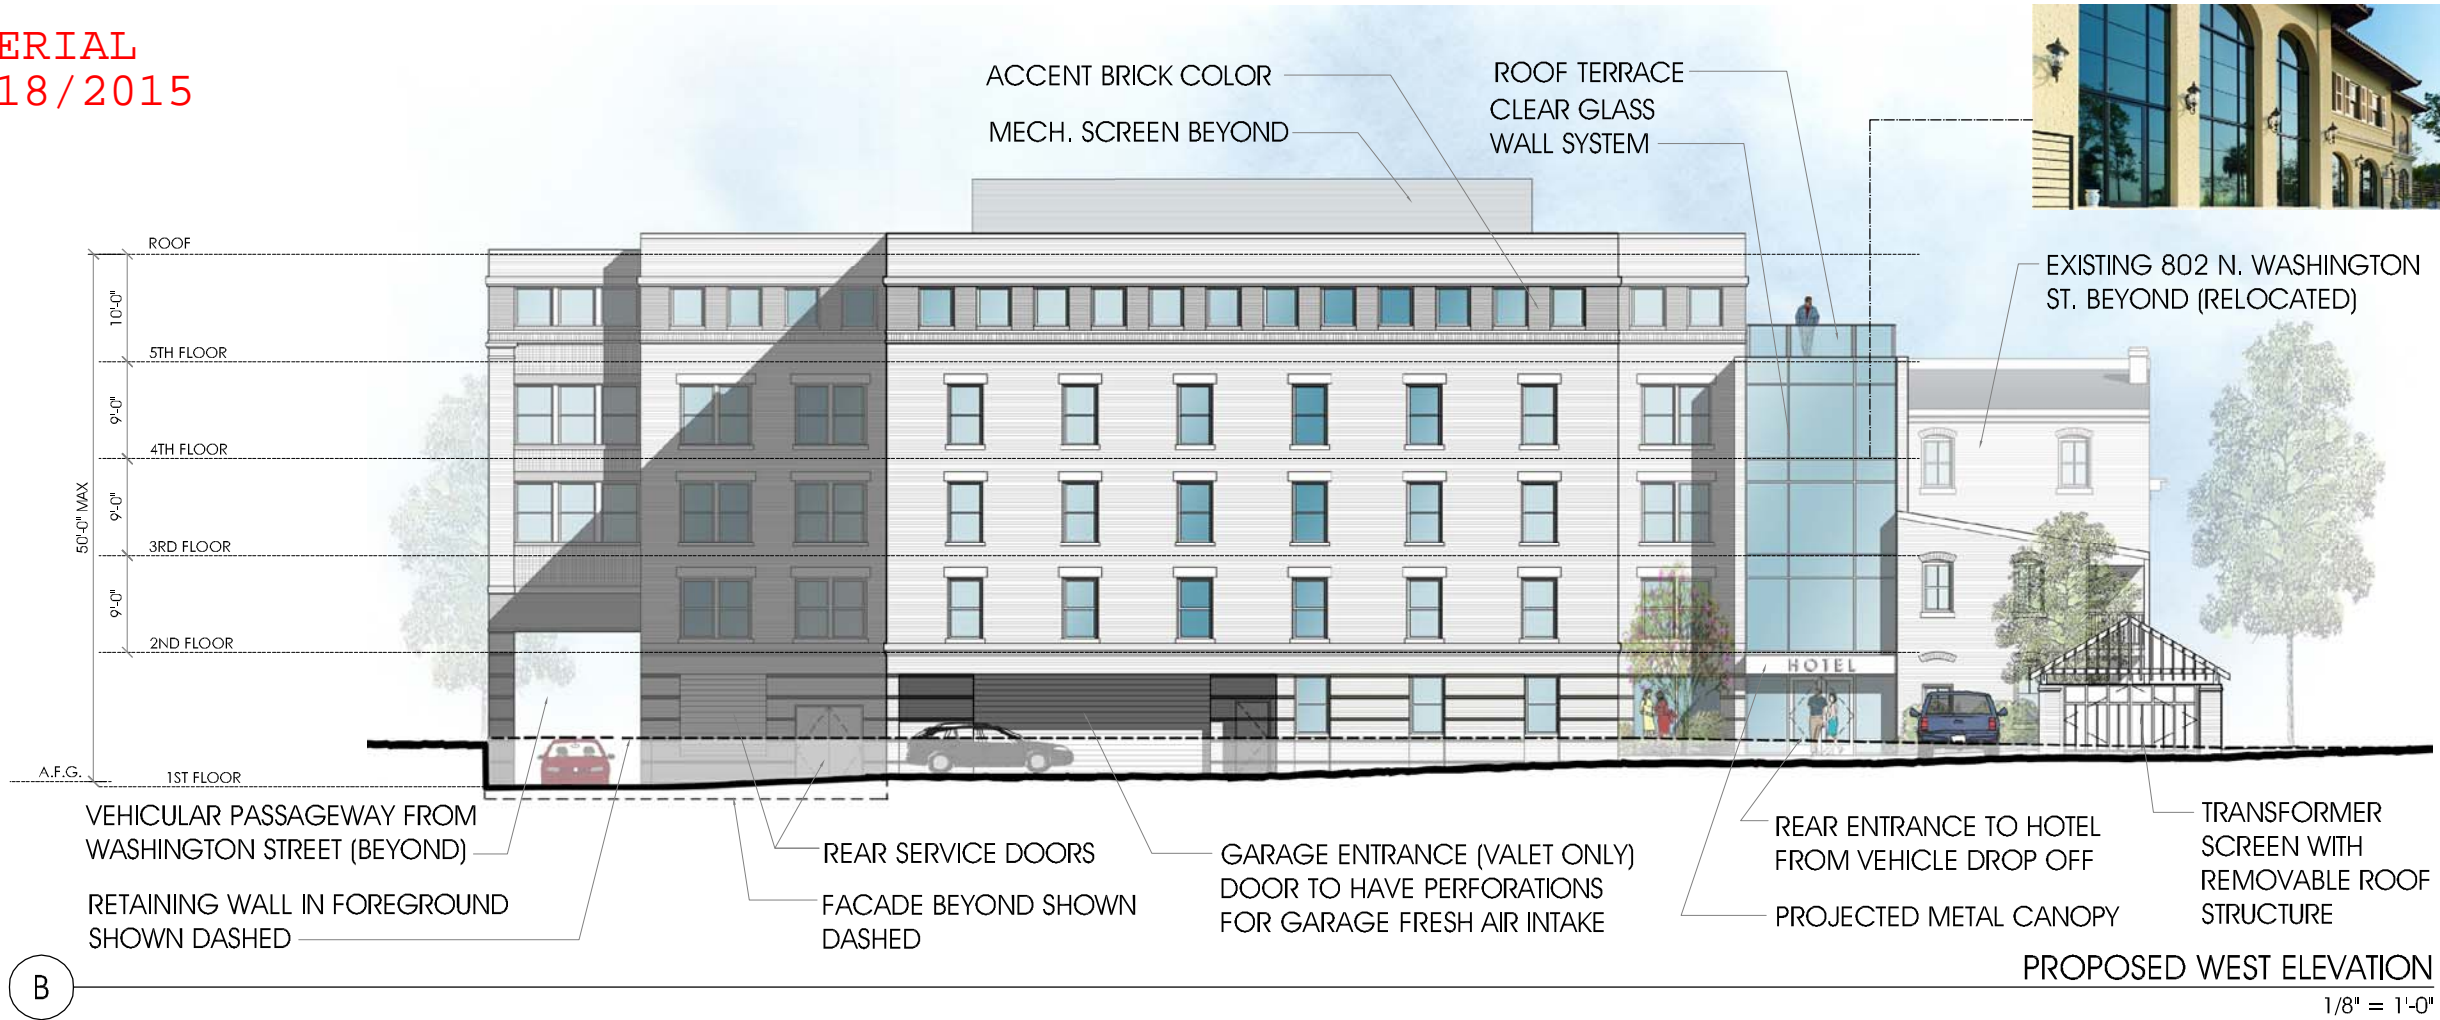 ERIAL
18/2015
ACCENT BRICK COLOR
MECH. SCREEN BEYOND
ROOF TERRACE
CLEAR GLASS
WALL SYSTEM
EXISTING 802 N. WASHINGTON
ST. BEYOND (RELOCATED)
ROOF
10'-0"
5TH FLOOR
9'-0"
4TH FLOOR
9'-0"
50'-0" MAX
3RD FLOOR
9'-0"
2ND FLOOR
HOTEL
A.F.G.
1ST FLOOR
VEHICULAR PASSAGEWAY FROM
WASHINGTON STREET (BEYOND)
RETAINING WALL IN FOREGROUND
SHOWN DASHED
REAR SERVICE DOORS
FACADE BEYOND SHOWN
DASHED
GARAGE ENTRANCE (VALET ONLY)
DOOR TO HAVE PERFORATIONS
FOR GARAGE FRESH AIR INTAKE
REAR ENTRANCE TO HOTEL
FROM VEHICLE DROP OFF
PROJECTED METAL CANOPY
TRANSFORMER
SCREEN WITH
REMOVABLE ROOF
STRUCTURE
B
PROPOSED WEST ELEVATION
1/8" = 1'-0"